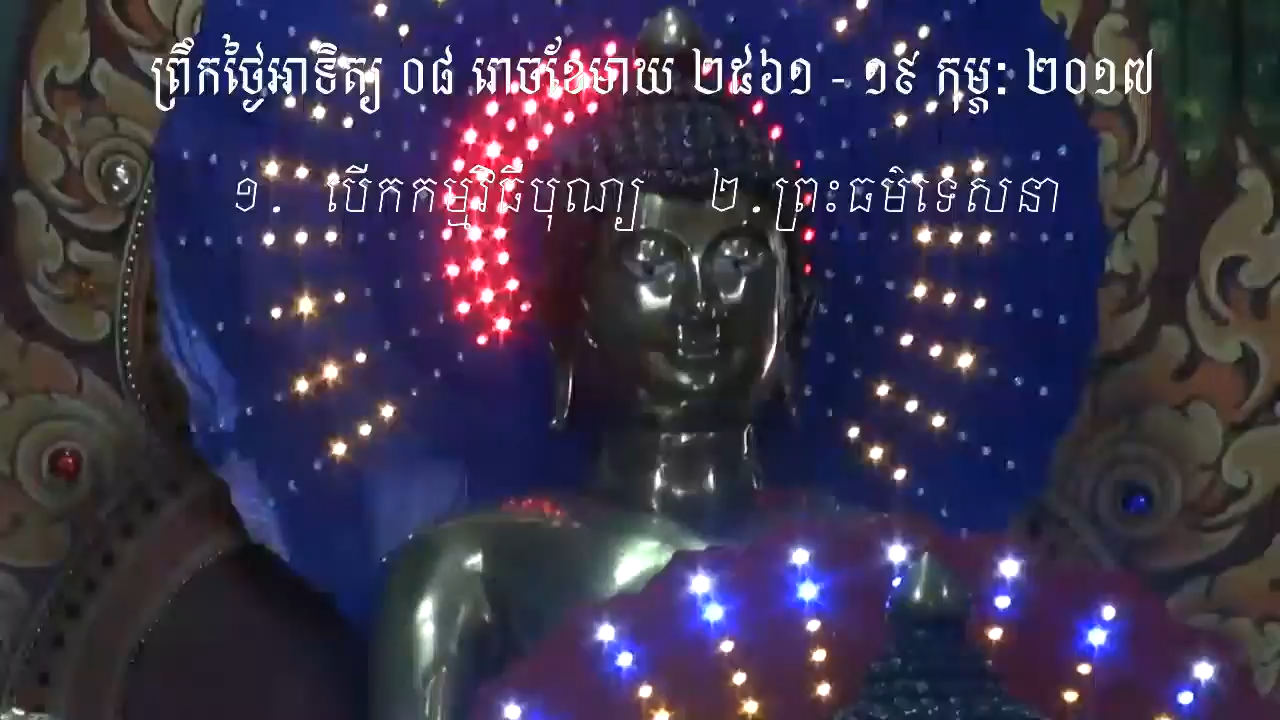 ព្រឹកថ្ងៃអាទិត្យ ០៨ រោចខែមាឃ ២៥៦១ - ១៩ កុម្ភៈ ២០១៧
១. បើកកម្មវិធីបុណ្យ ២.ព្រះធម៌ទេសនា